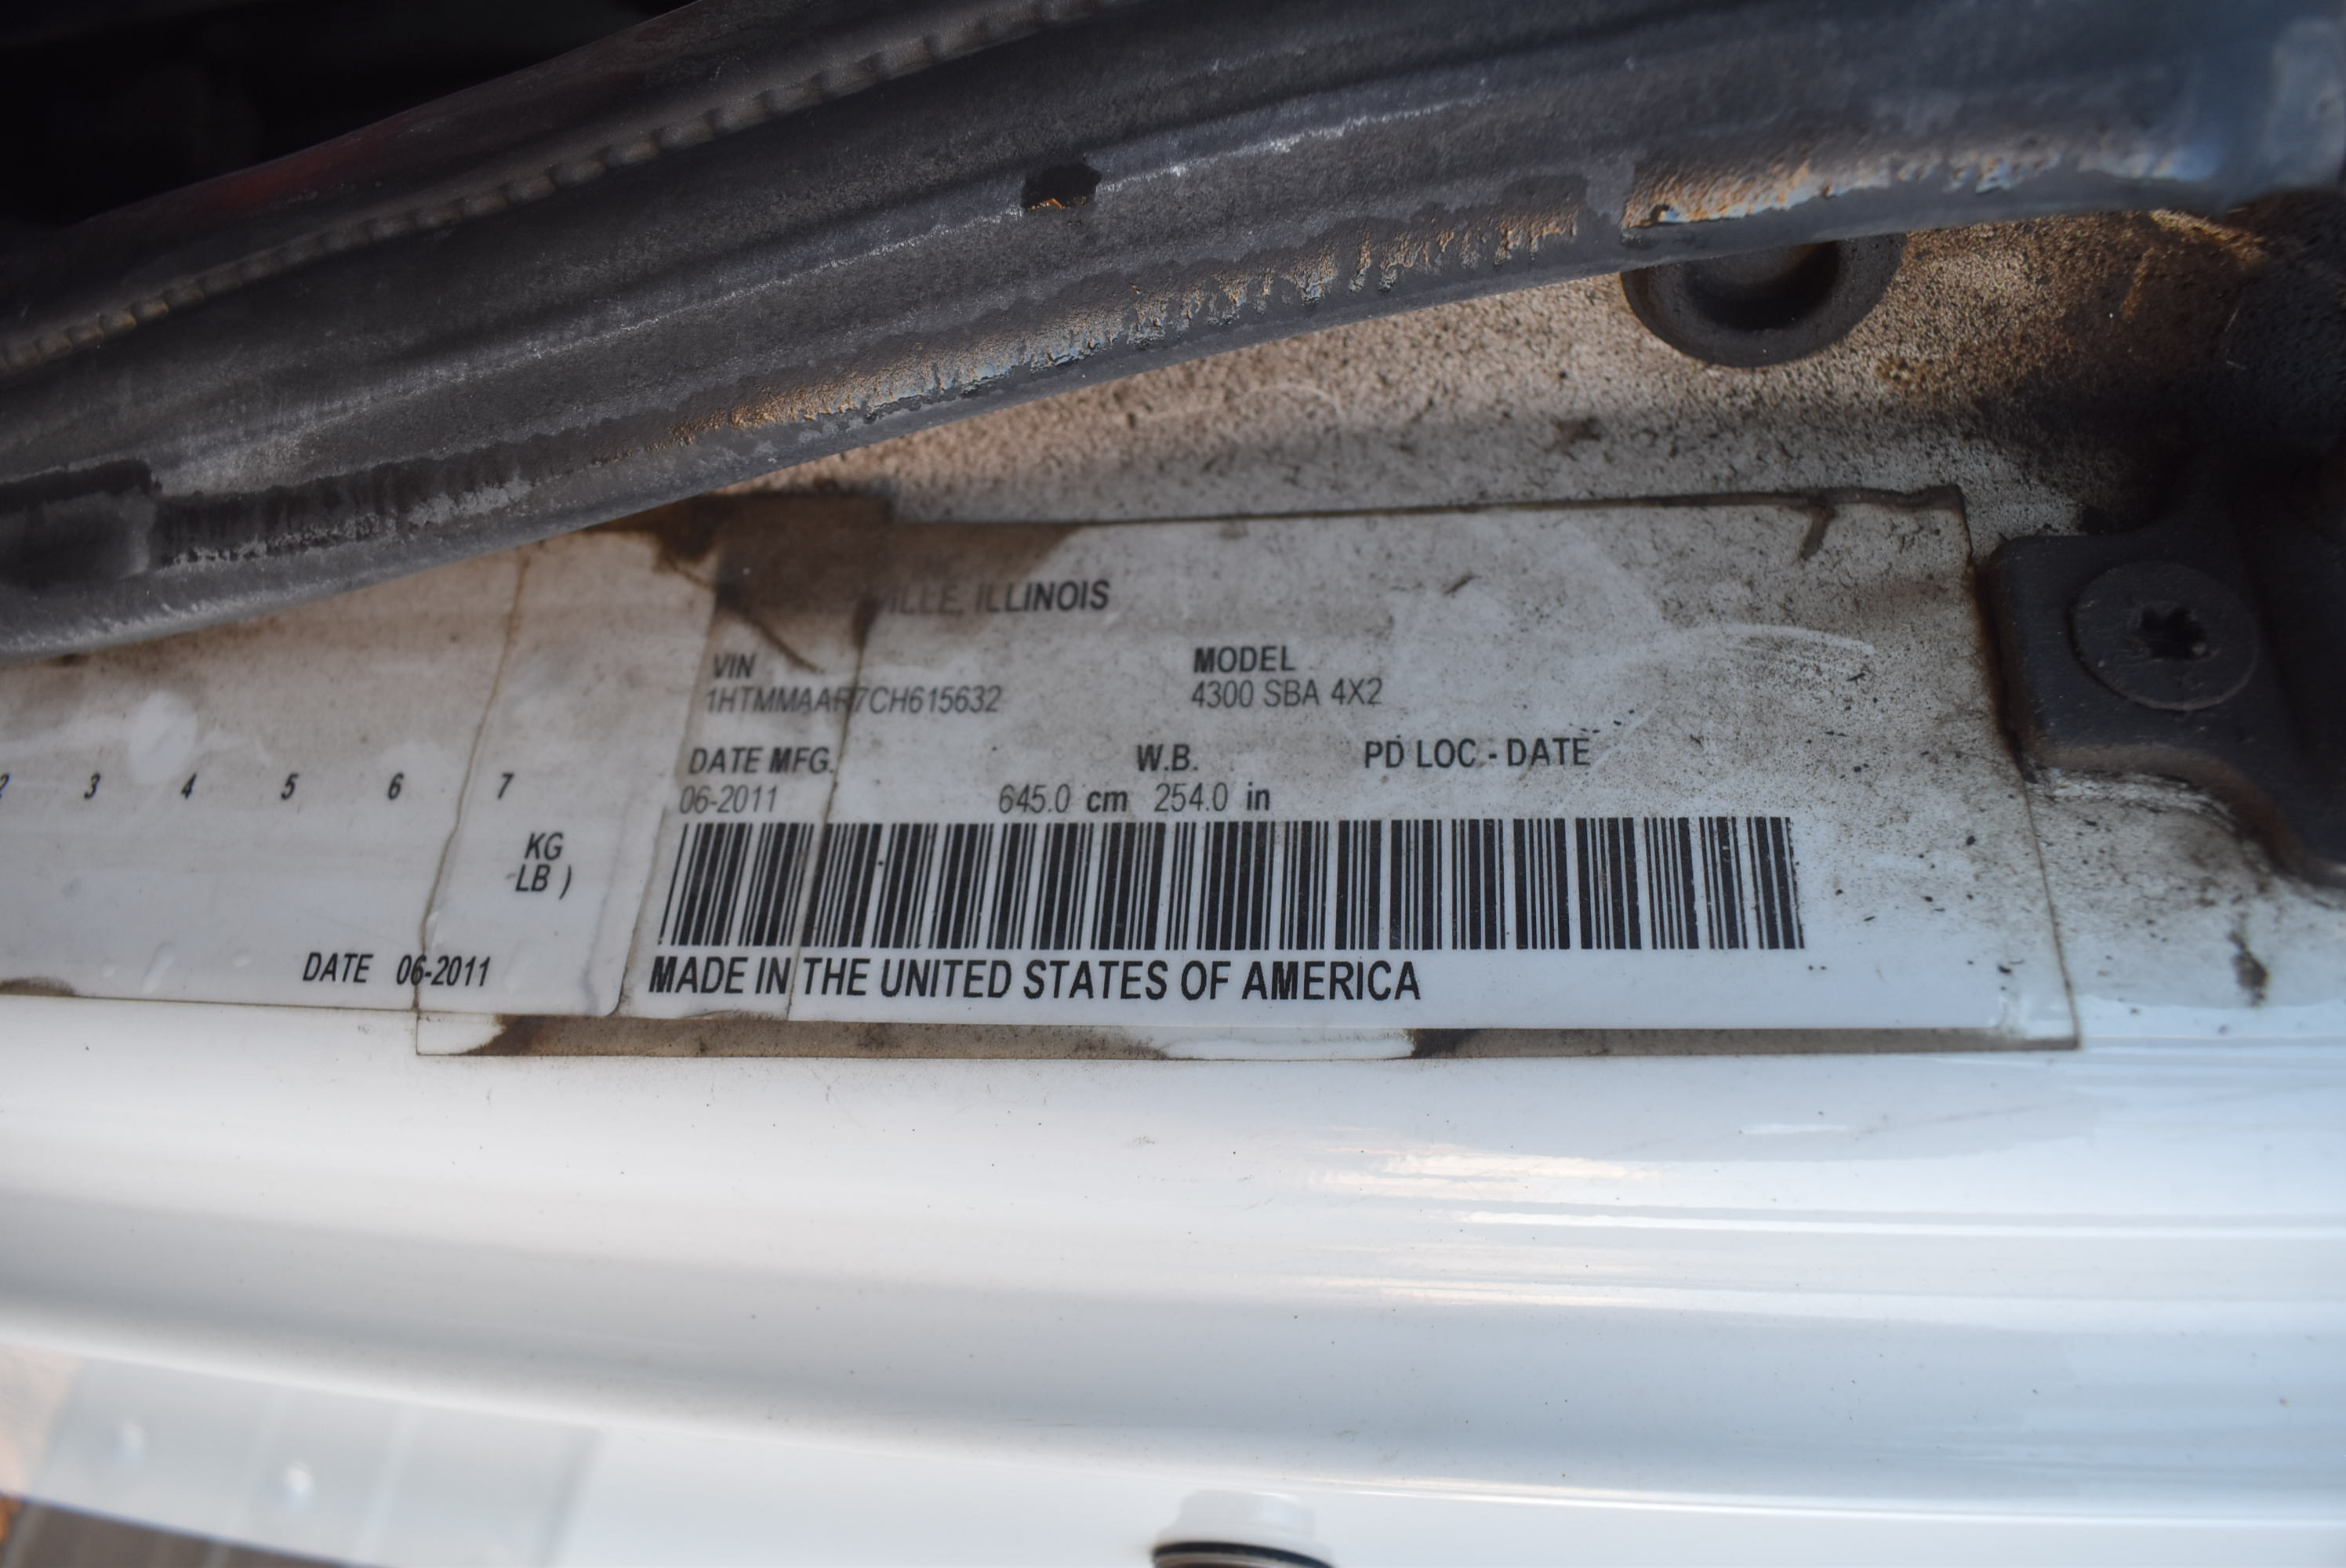 2 3 4 5 6 7
KG
LB )
DATE 06-2011
ILLINOIS
VIN MODEL
1HTMMAAR7CH615632 4300 SBA 4X2
DATE MFG. W.B. PD LOC - DATE
06-2011 645.0 cm 254.0 in
MADE IN THE UNITED STATES OF AMERICA